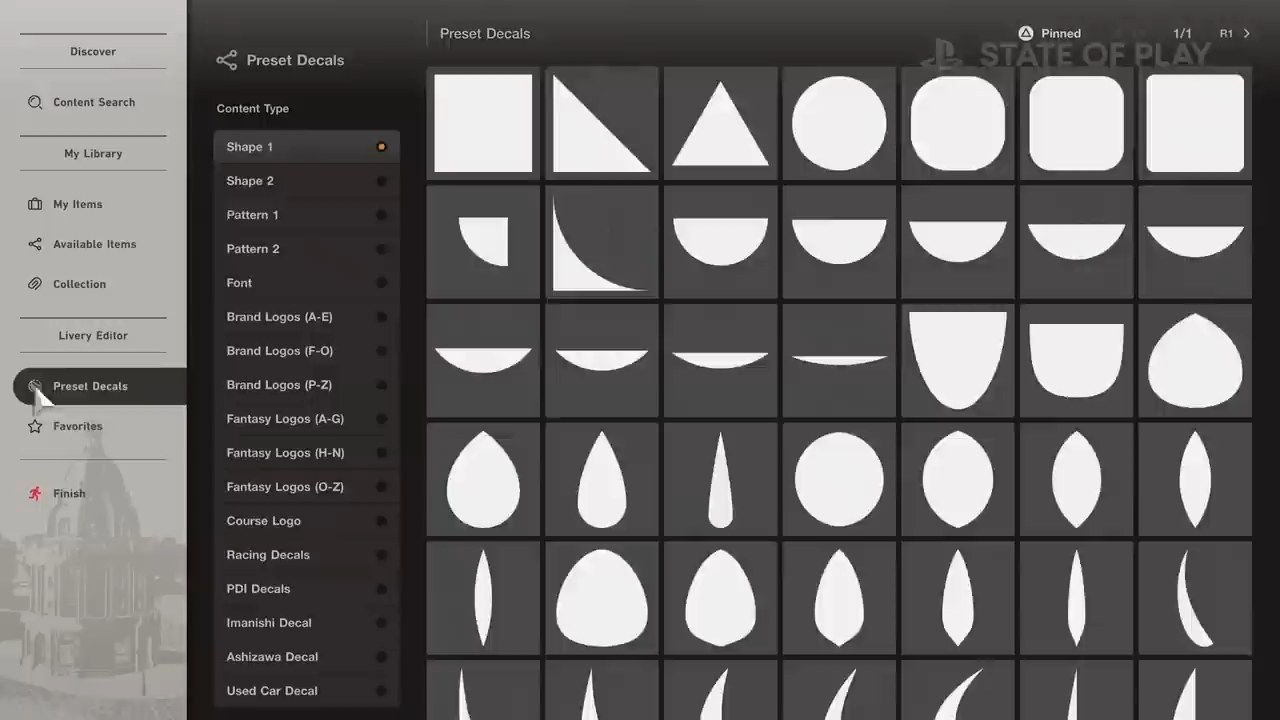 Discover
Content Search
My Library
My Items
Available Items
Collection
Livery Editor
Preset Decals
Favorites
Finish
Preset Decals
Content Type
Shape 1
Shape 2
Pattern 1
Pattern 2
Font
Brand Logos (A-E)
Brand Logos (F-O)
Brand Logos (P-Z)
Fantasy Logos (A-G)
Fantasy Logos (H-N)
Fantasy Logos (O-Z)
Course Logo
Racing Decals
PDI Decals
Imanishi Decal
Ashizawa Decal
Used Car Decal
Preset Decals
Pinned
1/1
R1
STATE OF PLAY